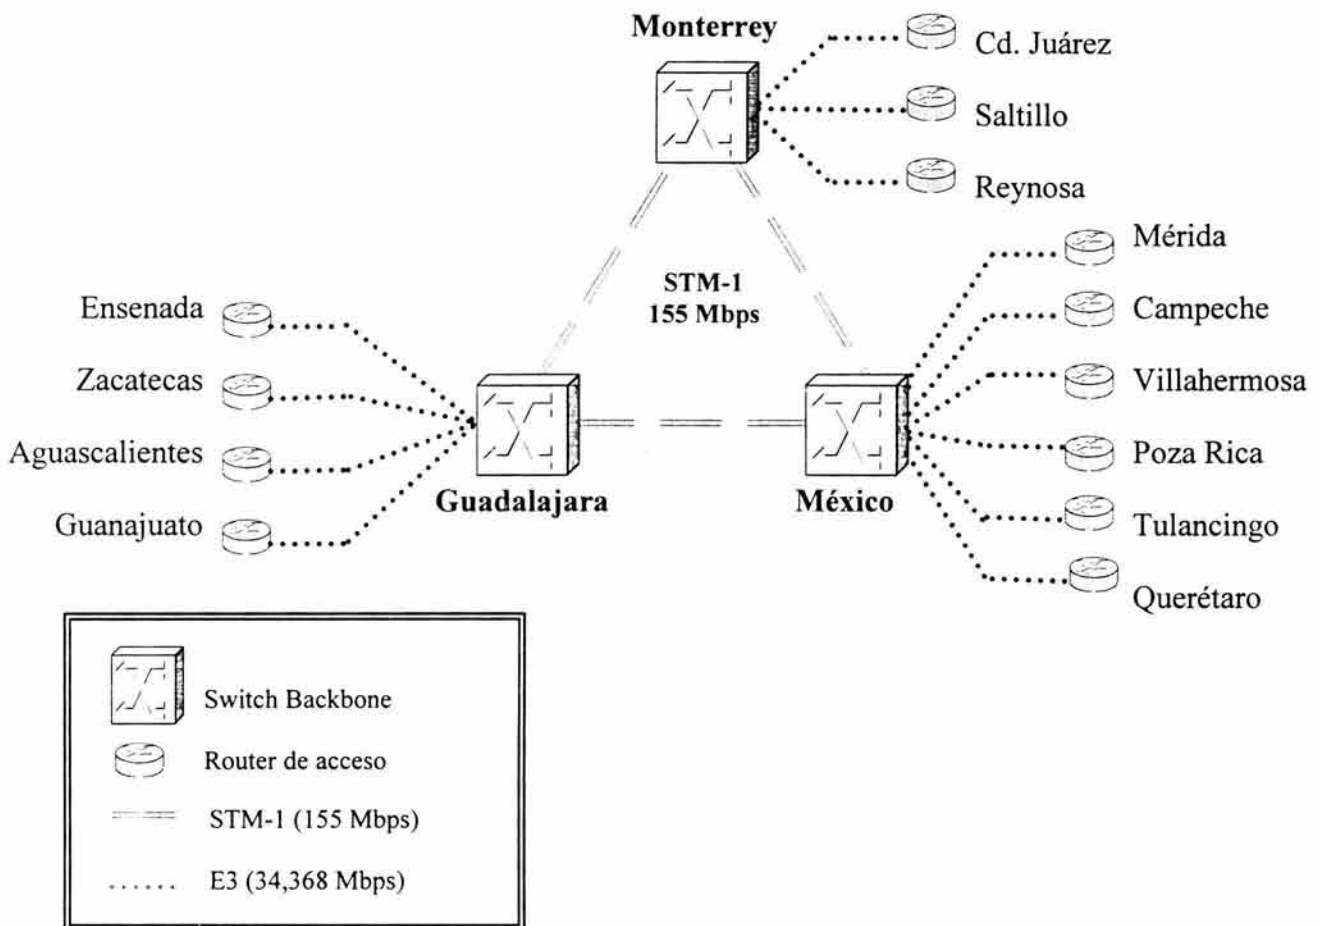 Monterrey
Cd. Juárez
Saltillo
Reynosa
STM-1
155 Mbps
Mérida
Campeche
Villahermosa
Poza Rica
Tulancingo
Querétaro
Ensenada
Zacatecas
Aguascalientes
Guanajuato
Guadalajara
México
Switch Backbone
Router de acceso
STM-1 (155 Mbps)
E3 (34,368 Mbps)